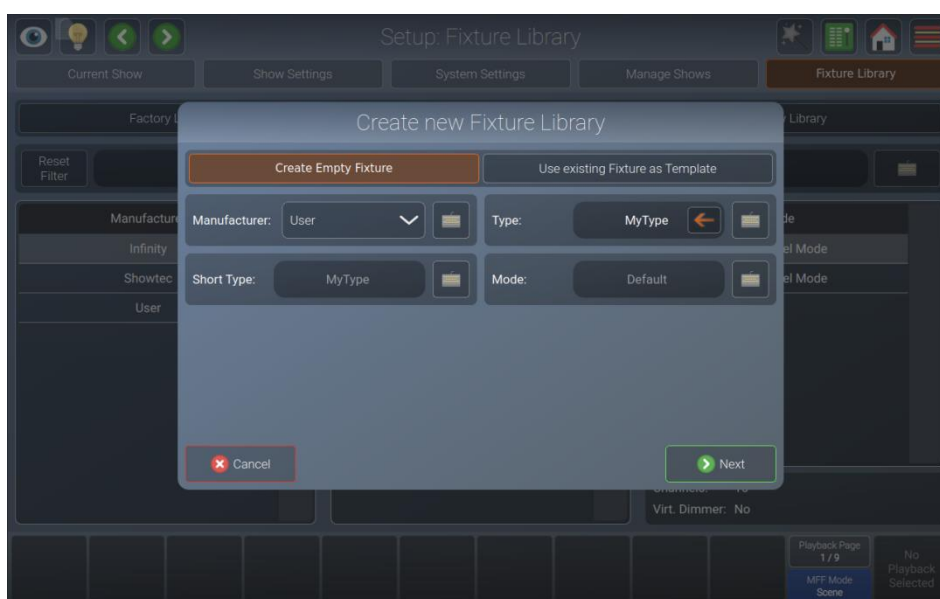 Setup: Fixture Library
Current Show
Show Settings
System Settings
Manage Shows
Fixture Library
Factory L
Library
Create new Fixture Library
Reset
Filter
Create Empty Fixture
Use existing Fixture as Template
Manufacture
Manufacturer:
User
Type:
MyType
de
Infinity
el Mode
Showtec
Short Type:
MyType
Mode:
Default
el Mode
User
Cancel
Next
Virt. Dimmer: No
Playback Page
1 / 9
MFF Mode
Scene
No
Playback
Selected